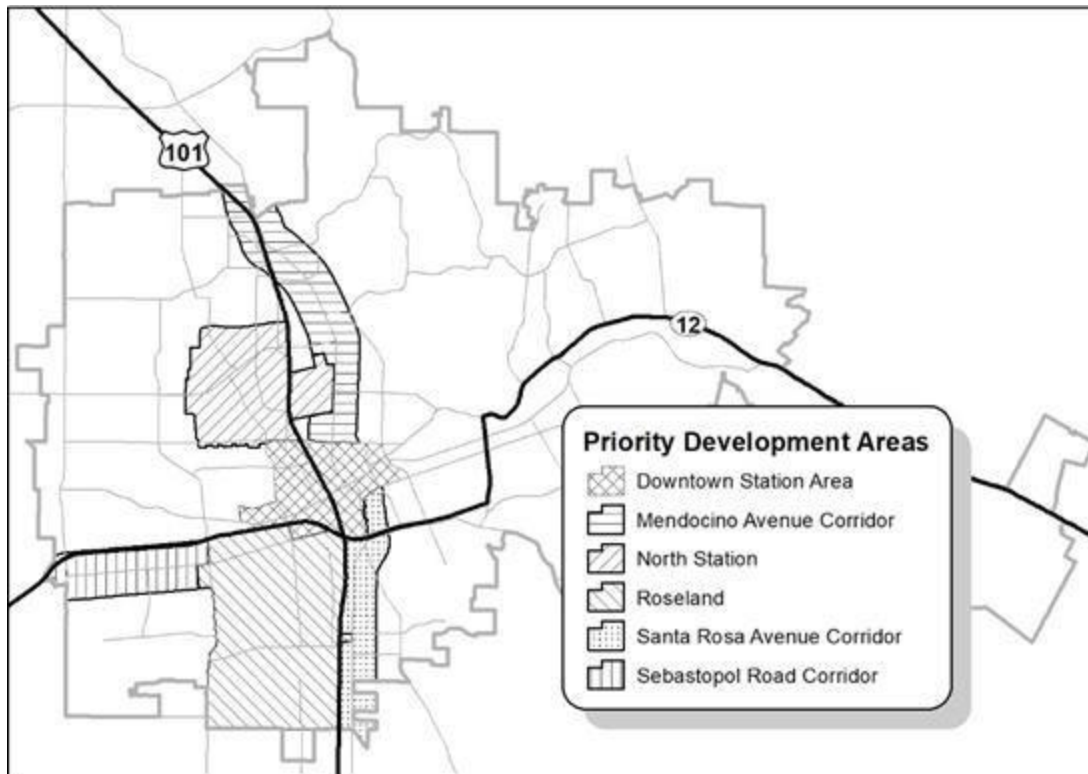 101
12
Priority Development Areas
Downtown Station Area
Mendocino Avenue Corridor
North Station
Roseland
Santa Rosa Avenue Corridor
Sebastopol Road Corridor